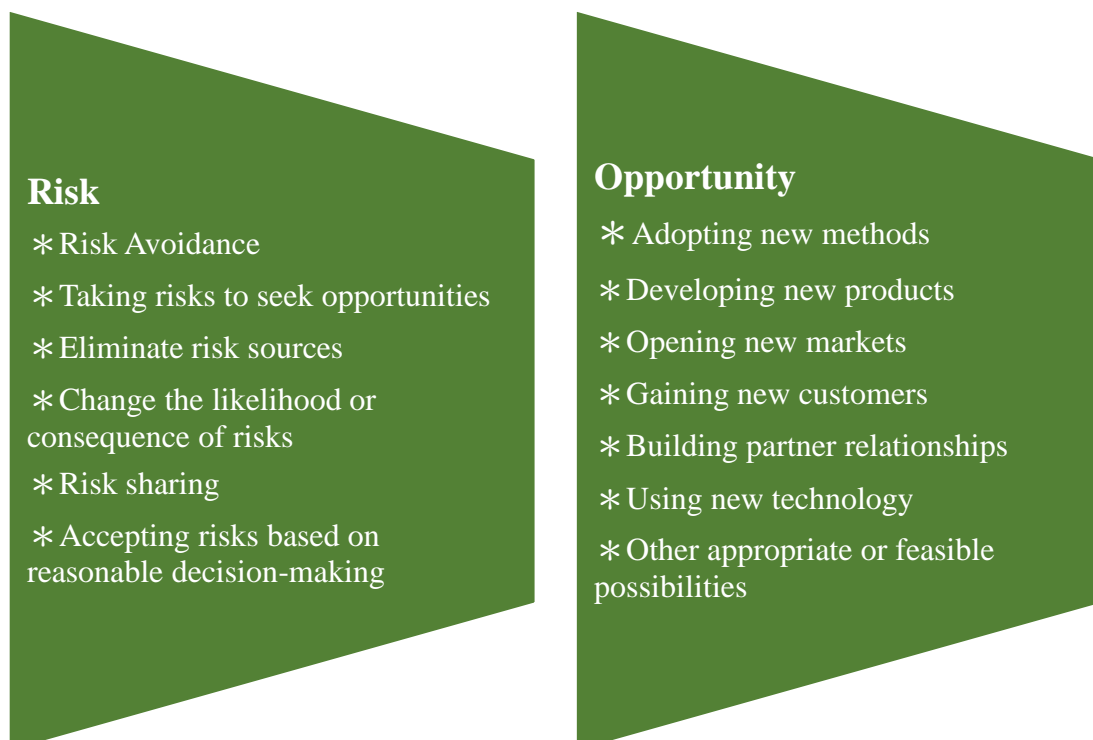 Risk
＊Risk Avoidance
＊Taking risks to seek opportunities
＊Eliminate risk sources
＊Change the likelihood or
consequence of risks
＊Risk sharing
＊Accepting risks based on
reasonable decision-making
Opportunity
＊Adopting new methods
＊Developing new products
＊Opening new markets
＊Gaining new customers
＊Building partner relationships
＊Using new technology
＊Other appropriate or feasible
possibilities